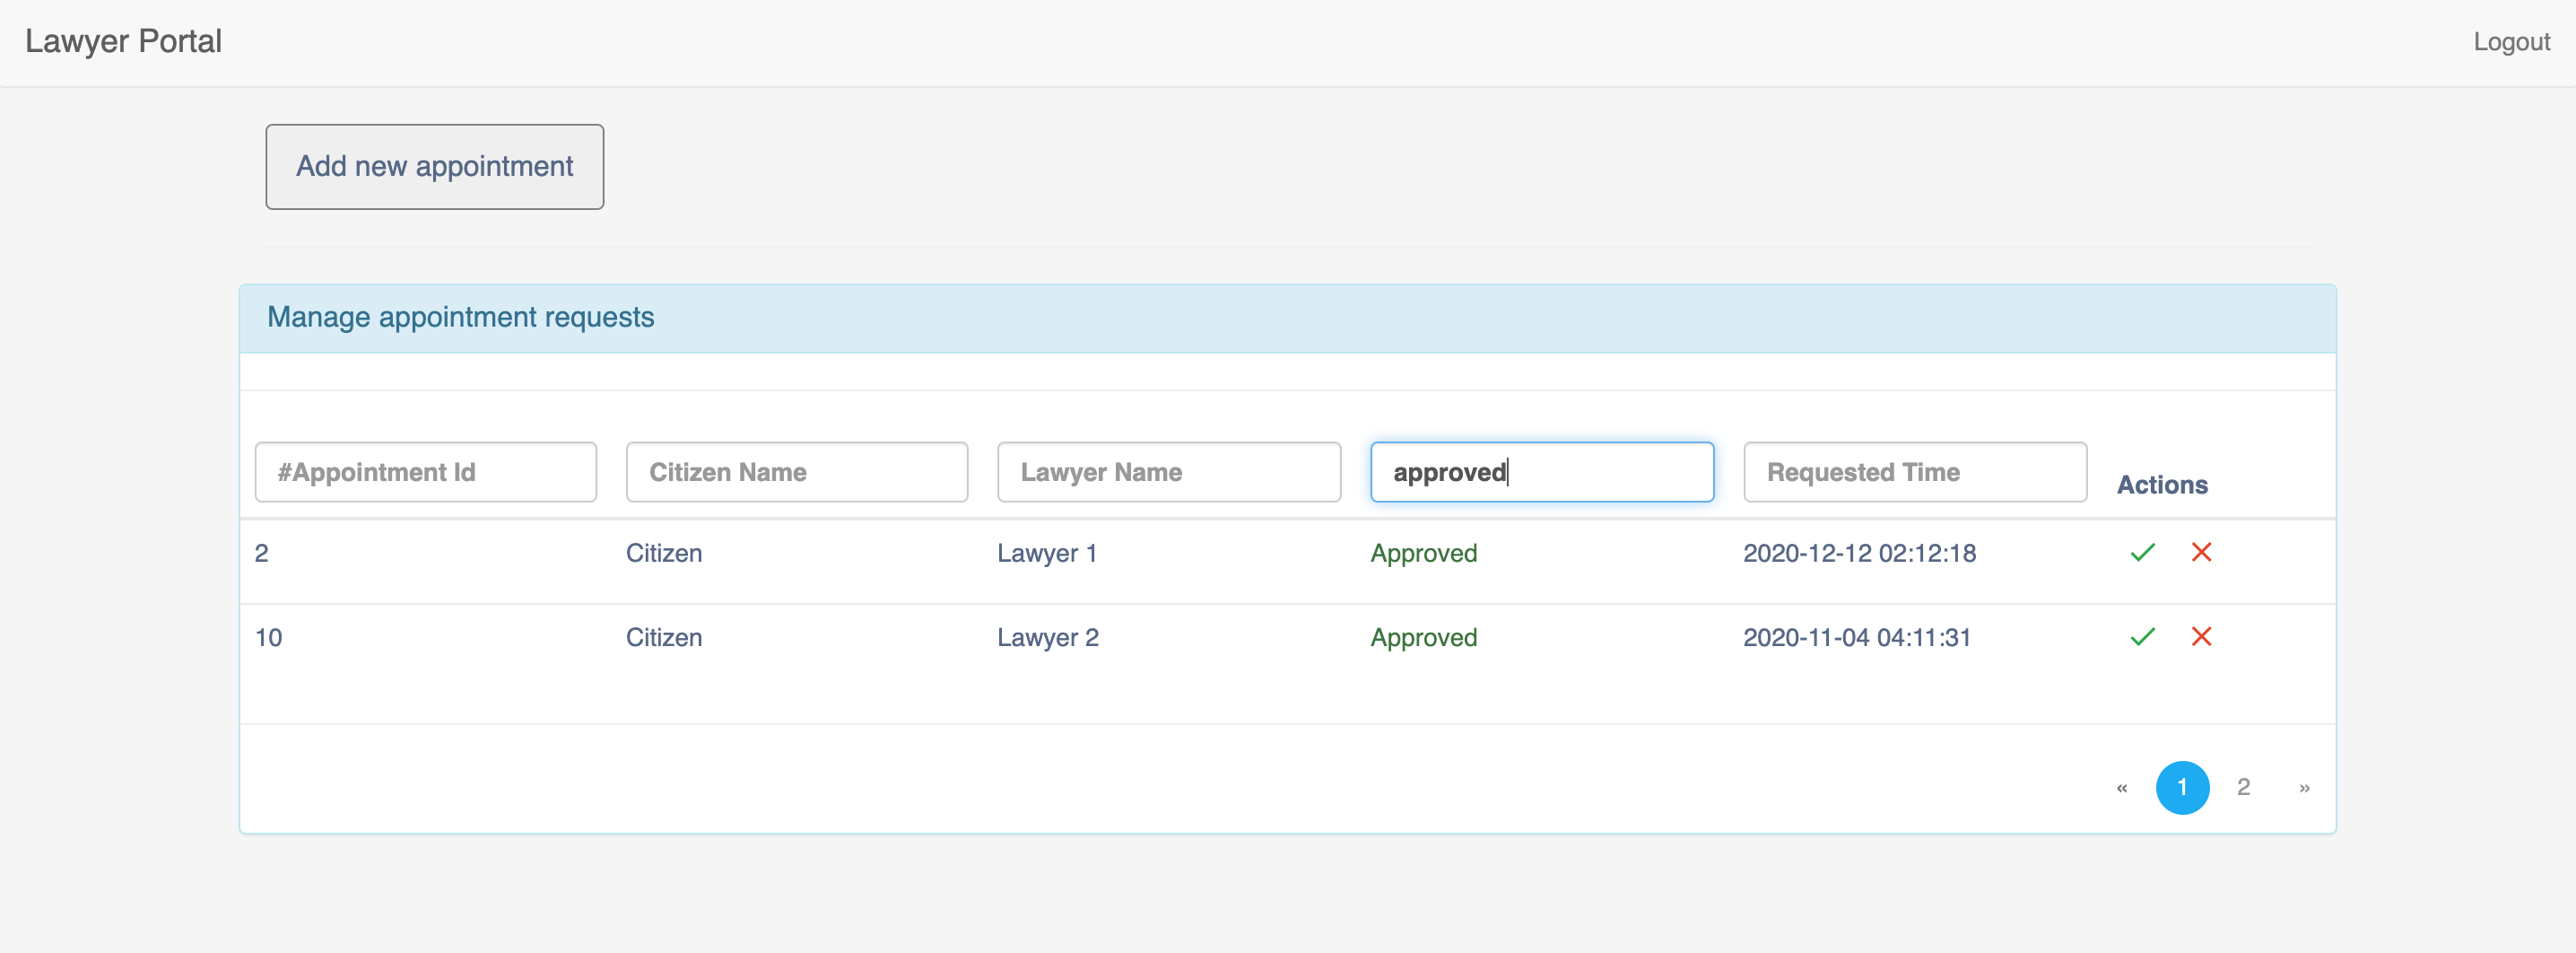 Lawyer Portal Logout
Add new appointment
Manage appointment requests
#Appointment Id Citizen Name Lawyer Name approved Requested Time Actions
2 Citizen Lawyer 1 Approved 2020-12-12 02:12:18
10 Citizen Lawyer 2 Approved 2020-11-04 04:11:31
« 1 2 »